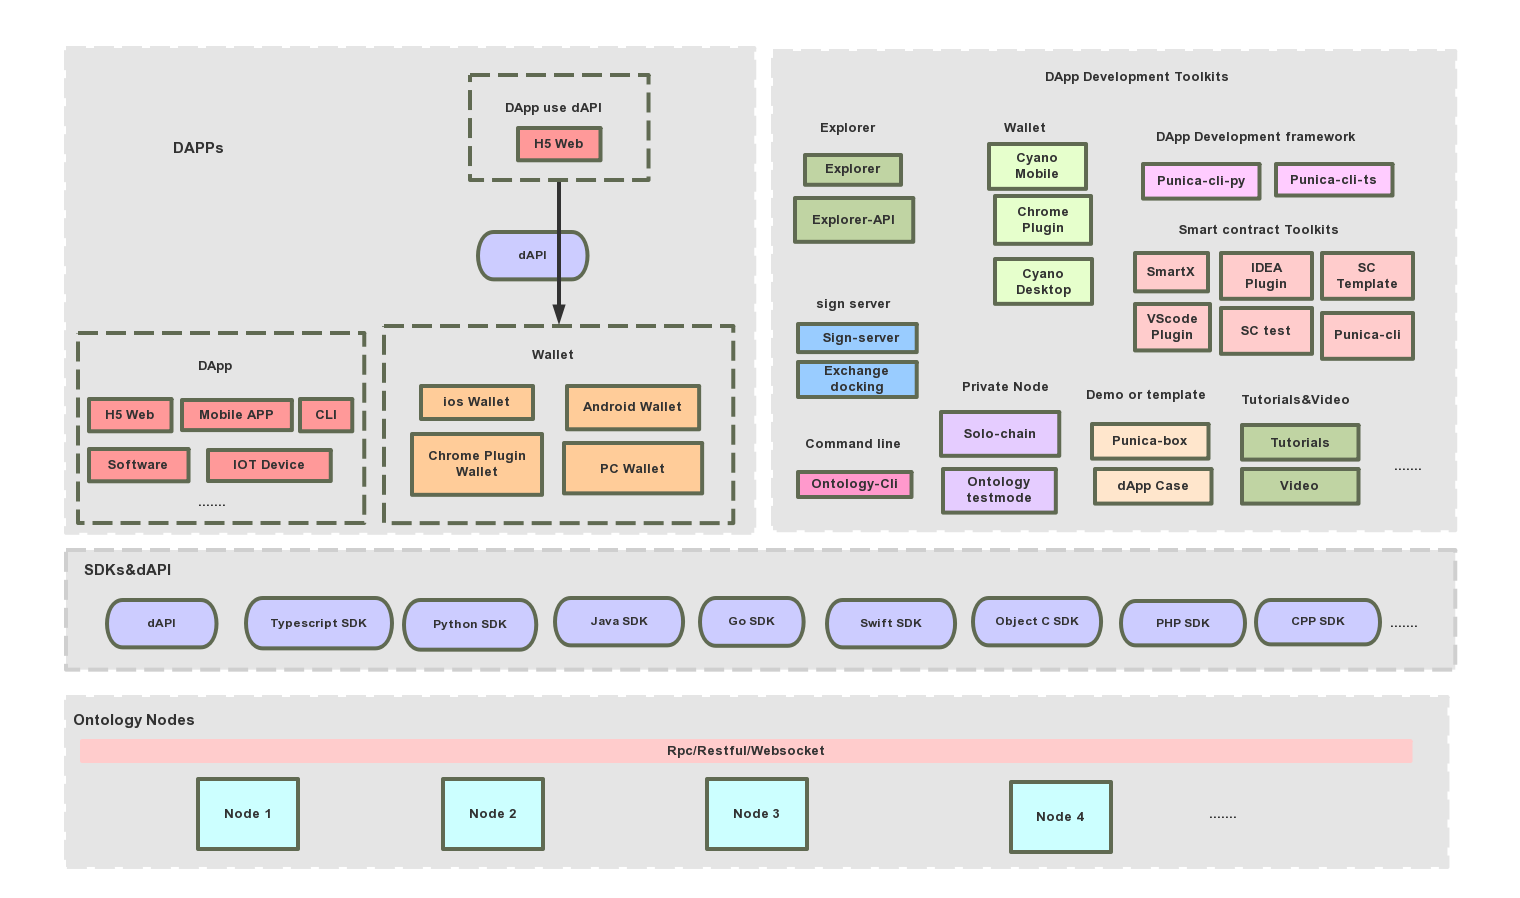 DAPPs
DApp use dAPI
H5 Web
dAPI
DApp
H5 Web
Mobile APP
CLI
Software
IOT Device
.......
Wallet
ios Wallet
Android Wallet
Chrome Plugin
Wallet
PC Wallet
DApp Development Toolkits
Explorer
Explorer
Explorer-API
Wallet
Cyano
Mobile
Chrome
Plugin
Cyano
Desktop
DApp Development framework
Punica-cli-py
Punica-cli-ts
Smart contract Toolkits
SmartX
IDEA
Plugin
SC
Template
VScode
Plugin
SC test
Punica-cli
sign server
Sign-server
Exchange
docking
Command line
Ontology-Cli
Private Node
Solo-chain
Ontology
testmode
Demo or template
Punica-box
dApp Case
Tutorials&Video
Tutorials
Video
.......
SDKs&dAPI
dAPI
Typescript SDK
Python SDK
Java SDK
Go SDK
Swift SDK
Object C SDK
PHP SDK
CPP SDK
.......
Ontology Nodes
Rpc/Restful/Websocket
Node 1
Node 2
Node 3
Node 4
.......